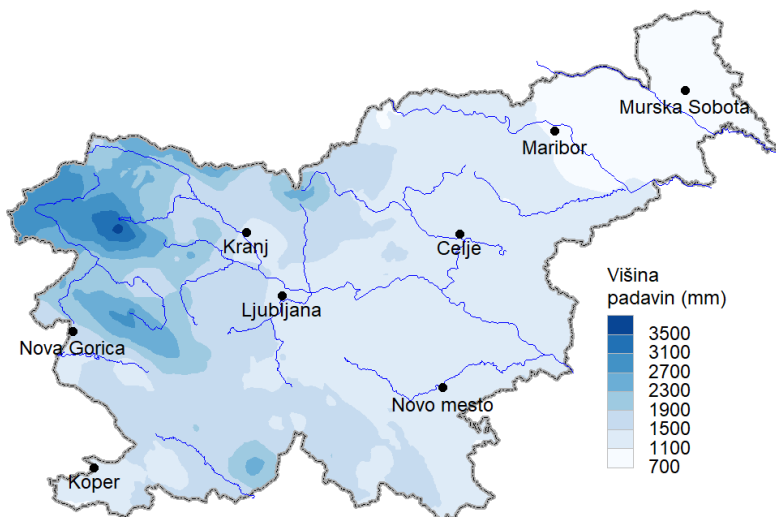 Murska Sobota
Maribor
Kranj
Celje
Ljubljana
Nova Gorica
Novo mesto
Koper
Višina
padavin (mm)
3500
3100
2700
2300
1900
1500
1100
700